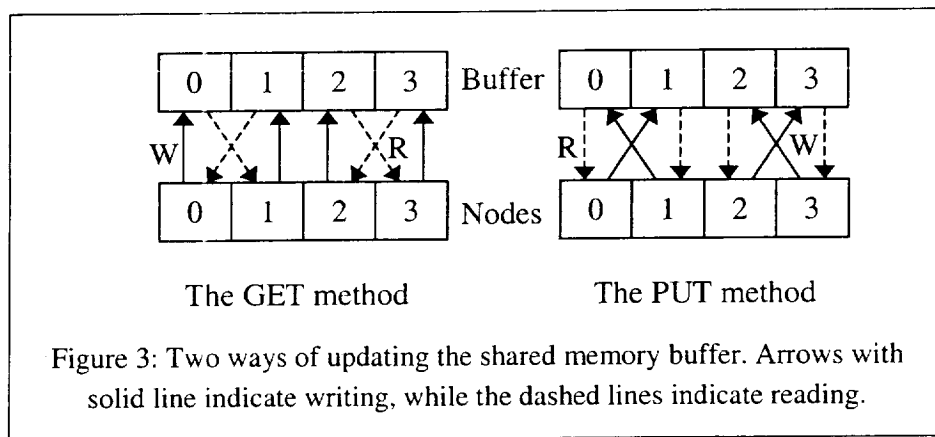 0 1 2 3 Buffer 0 1 2 3
W R R W
0 1 2 3 Nodes 0 1 2 3
The GET method The PUT method
Figure 3: Two ways of updating the shared memory buffer. Arrows with
solid line indicate writing, while the dashed lines indicate reading.